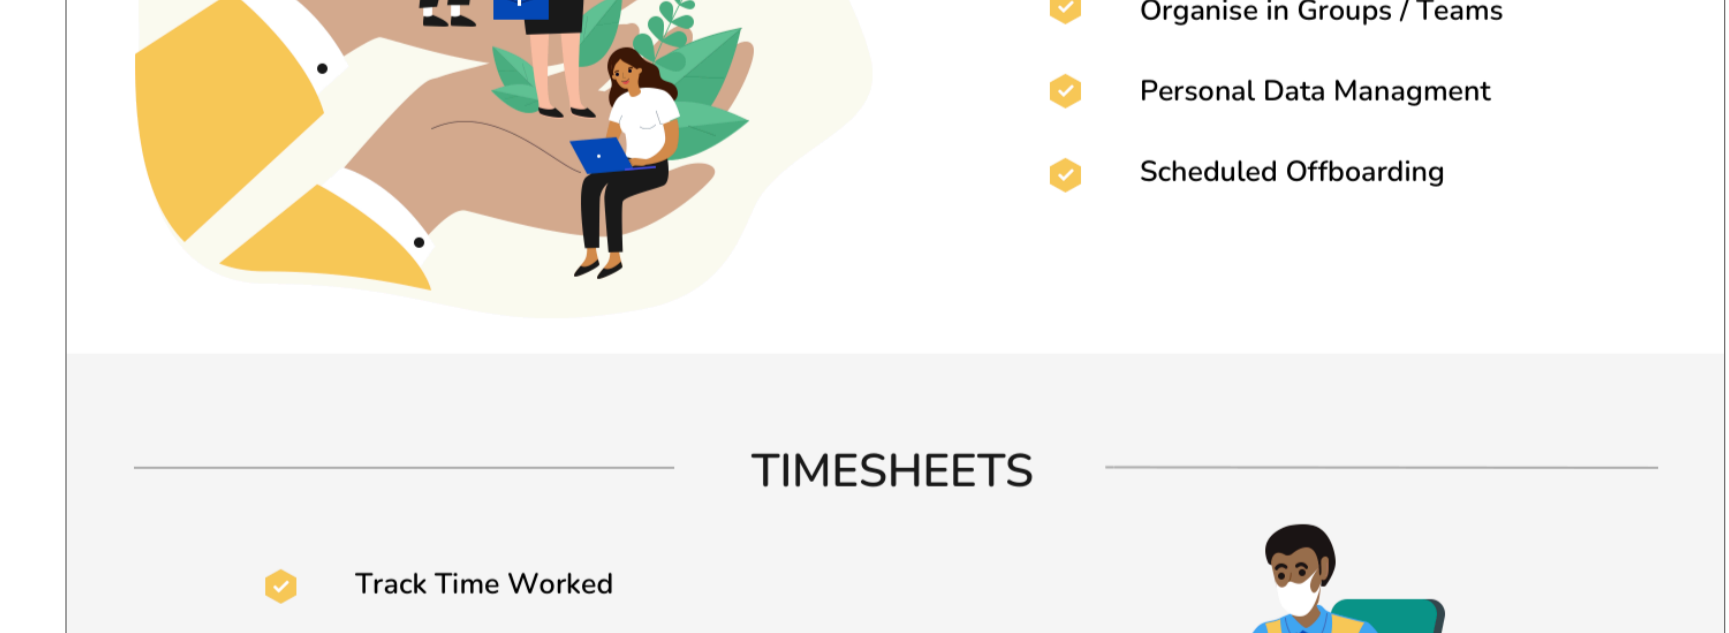 Organise in Groups / Teams
Personal Data Managment
Scheduled Offboarding
TIMESHEETS
Track Time Worked